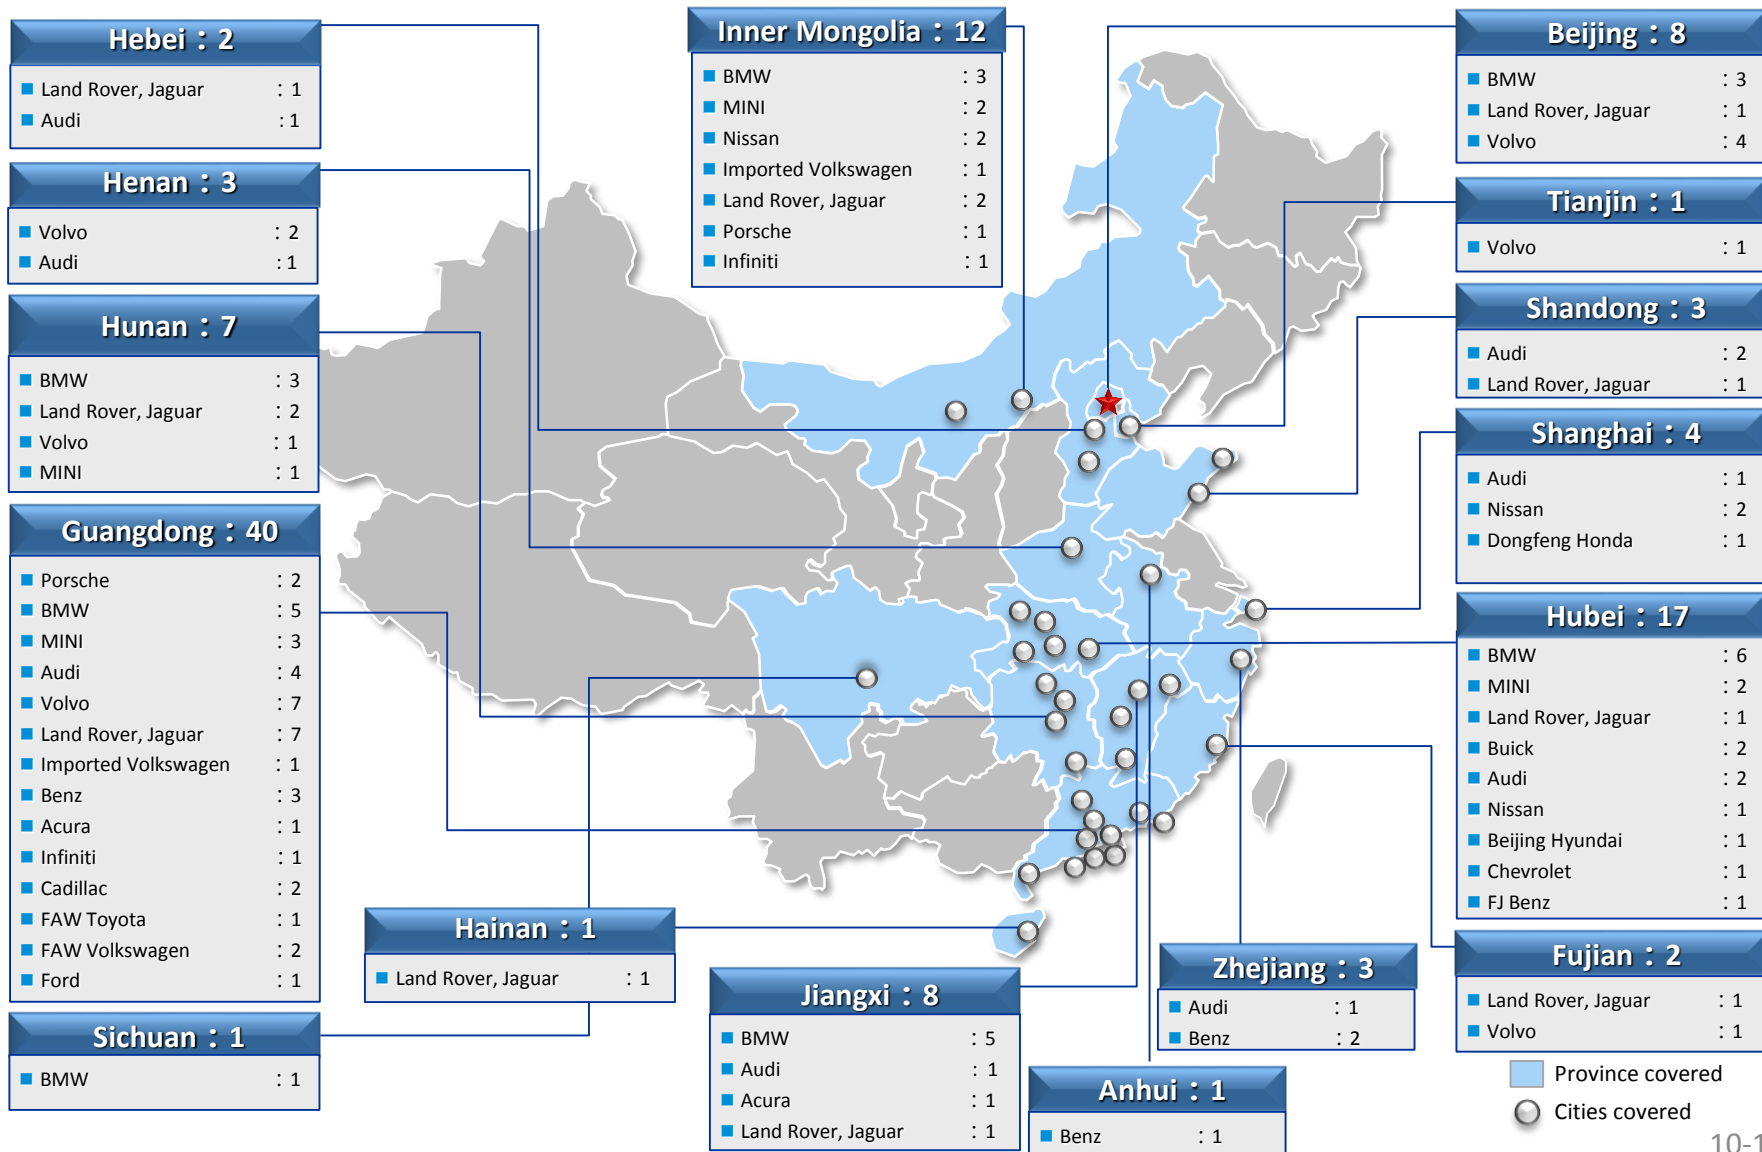 Hebei : 2
Land Rover, Jaguar : 1
Audi : 1
Henan : 3
Volvo : 2
Audi : 1
Hunan : 7
BMW : 3
Land Rover, Jaguar : 2
Volvo : 1
MINI : 1
Guangdong : 40
Porsche : 2
BMW : 5
MINI : 3
Audi : 4
Volvo : 7
Land Rover, Jaguar : 7
Imported Volkswagen : 1
Benz : 3
Acura : 1
Infiniti : 1
Cadillac : 2
FAW Toyota : 1
FAW Volkswagen : 2
Ford : 1
Sichuan : 1
BMW : 1
Inner Mongolia : 12
BMW : 3
MINI : 2
Nissan : 2
Imported Volkswagen : 1
Land Rover, Jaguar : 2
Porsche : 1
Infiniti : 1
Hainan : 1
Land Rover, Jaguar : 1
Jiangxi : 8
BMW : 5
Audi : 1
Acura : 1
Land Rover, Jaguar : 1
Anhui : 1
Benz : 1
Zhejiang : 3
Audi : 1
Benz : 2
Beijing : 8
BMW : 3
Land Rover, Jaguar : 1
Volvo : 4
Tianjin : 1
Volvo : 1
Shandong : 3
Audi : 2
Land Rover, Jaguar : 1
Shanghai : 4
Audi : 1
Nissan : 2
Dongfeng Honda : 1
Hubei : 17
BMW : 6
MINI : 2
Land Rover, Jaguar : 1
Buick : 2
Audi : 2
Nissan : 1
Beijing Hyundai : 1
Chevrolet : 1
FJ Benz : 1
Fujian : 2
Land Rover, Jaguar : 1
Volvo : 1
Province covered
Cities covered
10-1